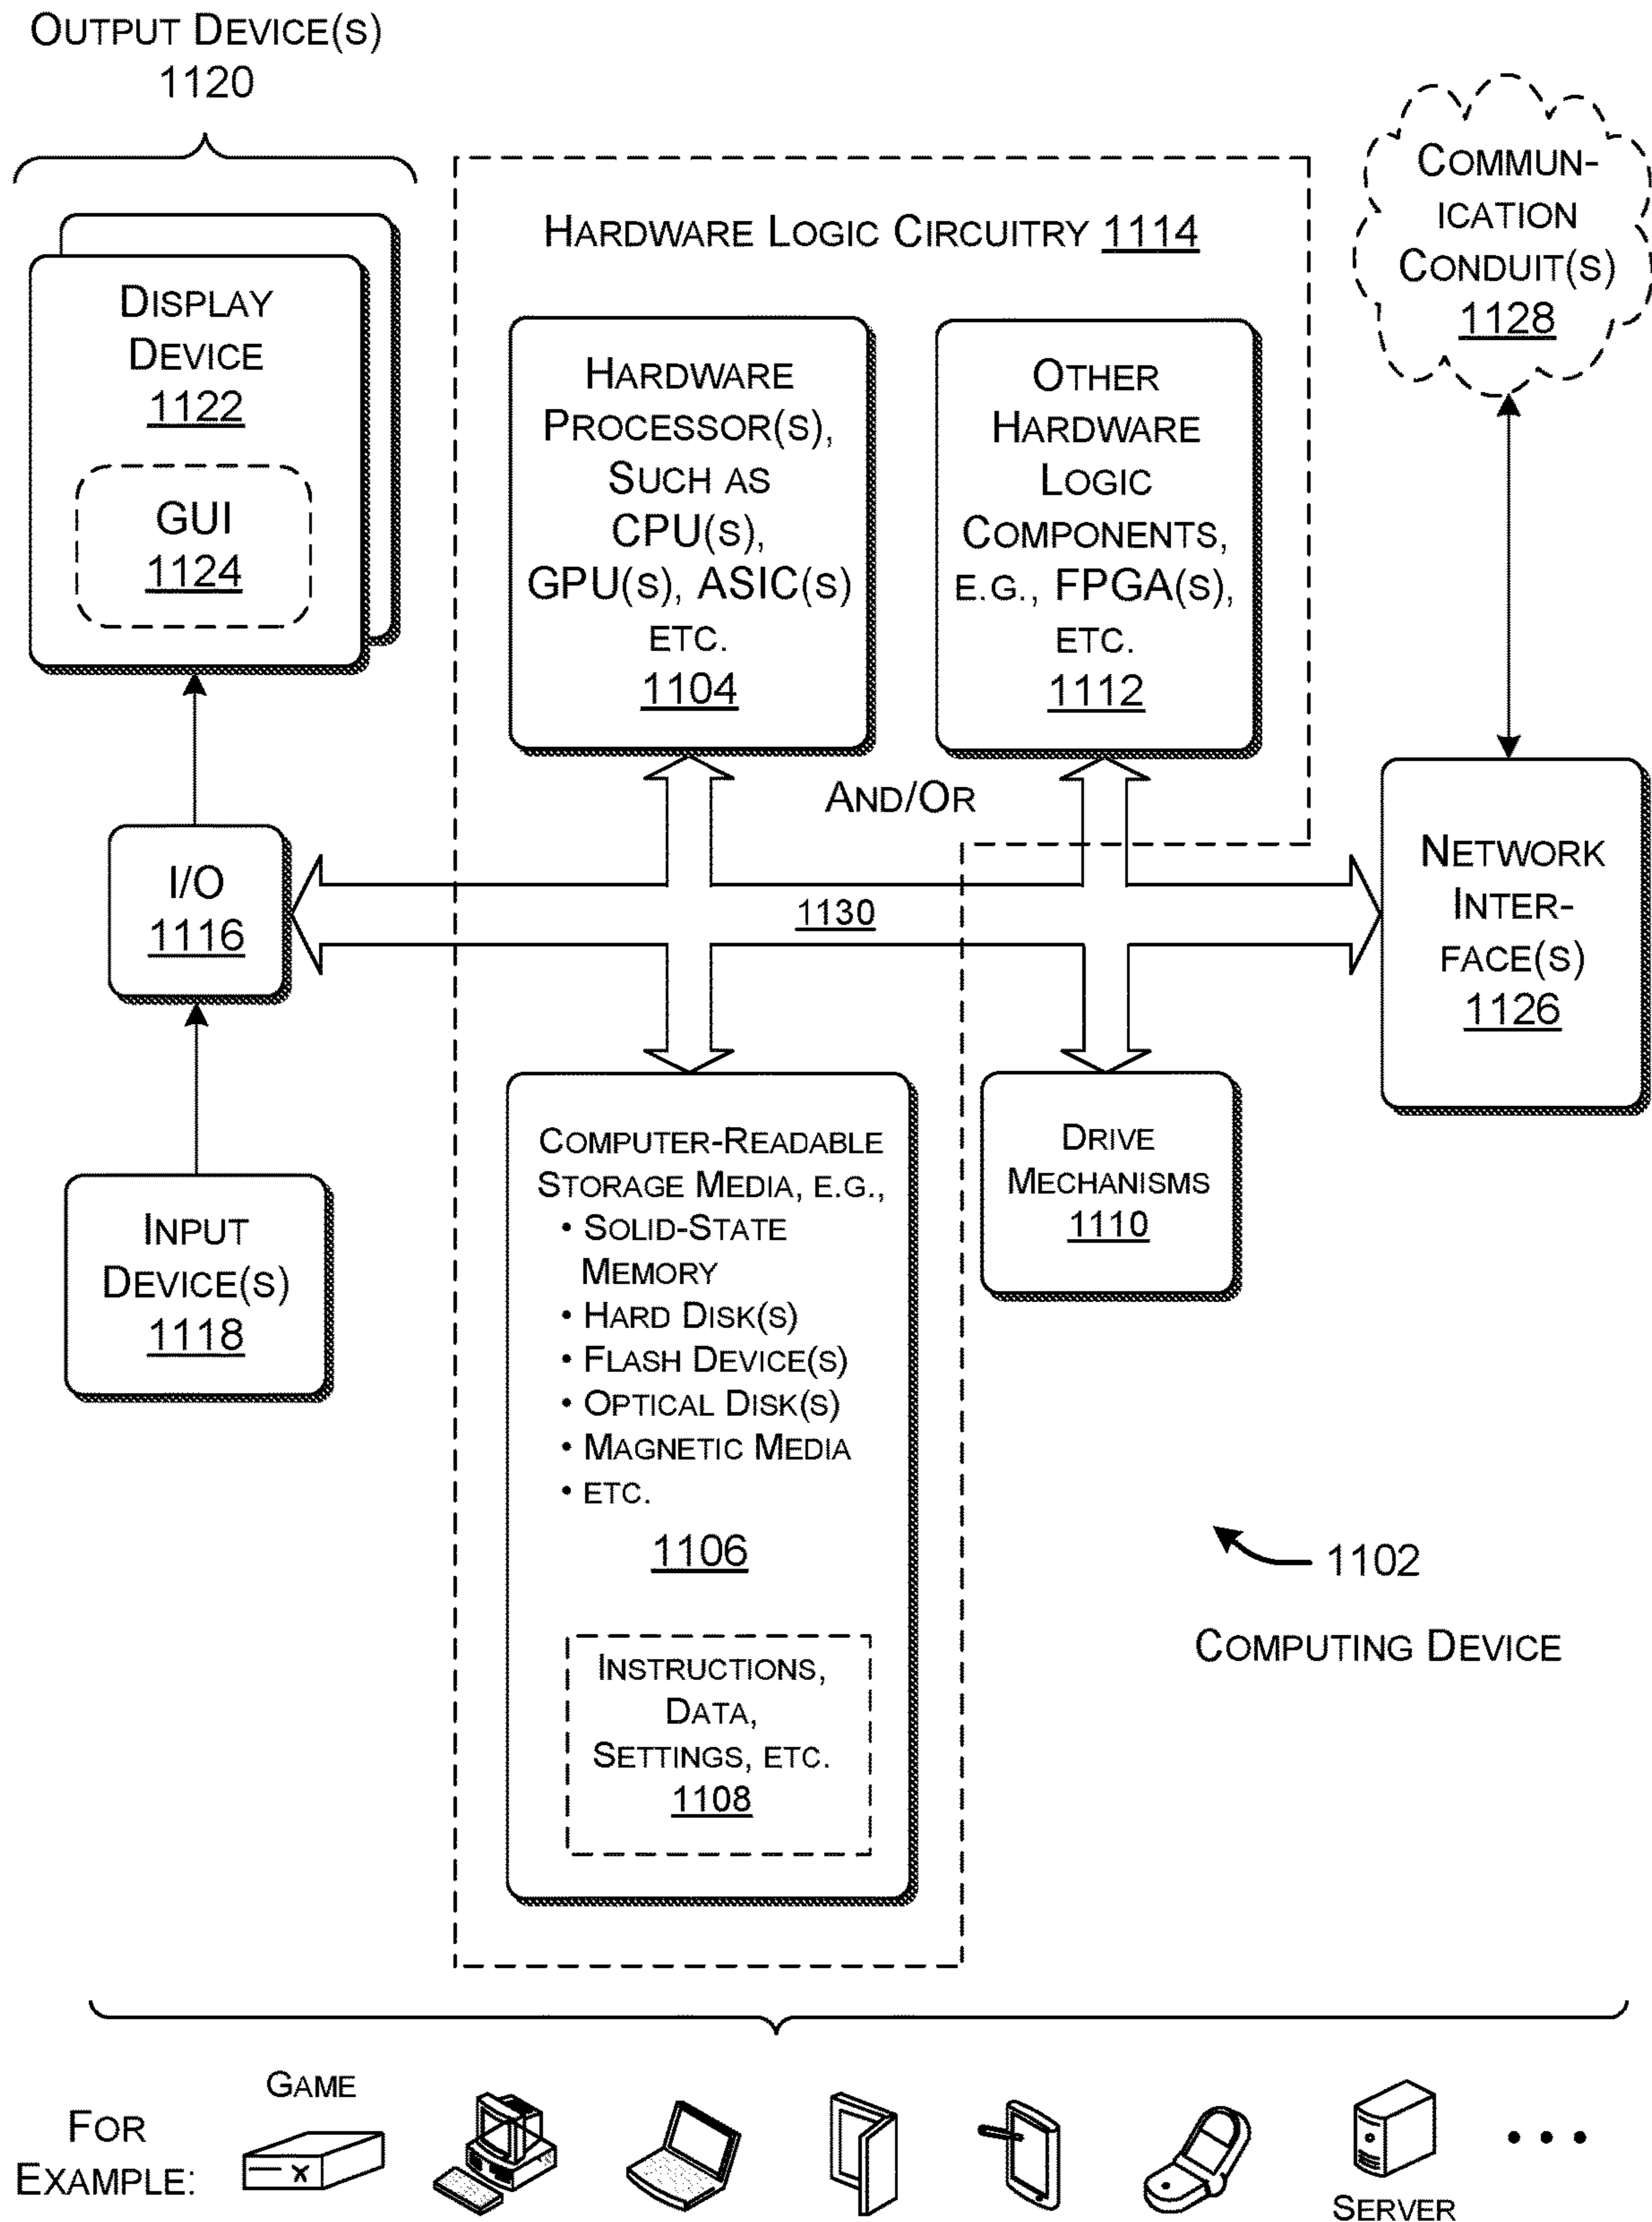 OUTPUT DEVICE(S)
1120
DISPLAY
DEVICE
1122
GUI
1124
HARDWARE LOGIC CIRCUITRY 1114
HARDWARE
PROCESSOR(S),
SUCH AS
CPU(S),
GPU(S), ASIC(S)
ETC.
1104
OTHER
HARDWARE
LOGIC
COMPONENTS,
E.G., FPGA(S),
ETC.
1112
COMMUN-
ICATION
CONDUIT(S)
1128
AND/OR
I/O
1116
1130
NETWORK
INTER-
FACE(S)
1126
INPUT
DEVICE(S)
1118
COMPUTER-READABLE
STORAGE MEDIA, E.G.,
• SOLID-STATE
MEMORY
• HARD DISK(S)
• FLASH DEVICE(S)
• OPTICAL DISK(S)
• MAGNETIC MEDIA
• ETC.
1106
INSTRUCTIONS,
DATA,
SETTINGS, ETC.
1108
DRIVE
MECHANISMS
1110
1102
COMPUTING DEVICE
FOR
EXAMPLE:
GAME
SERVER
• • •